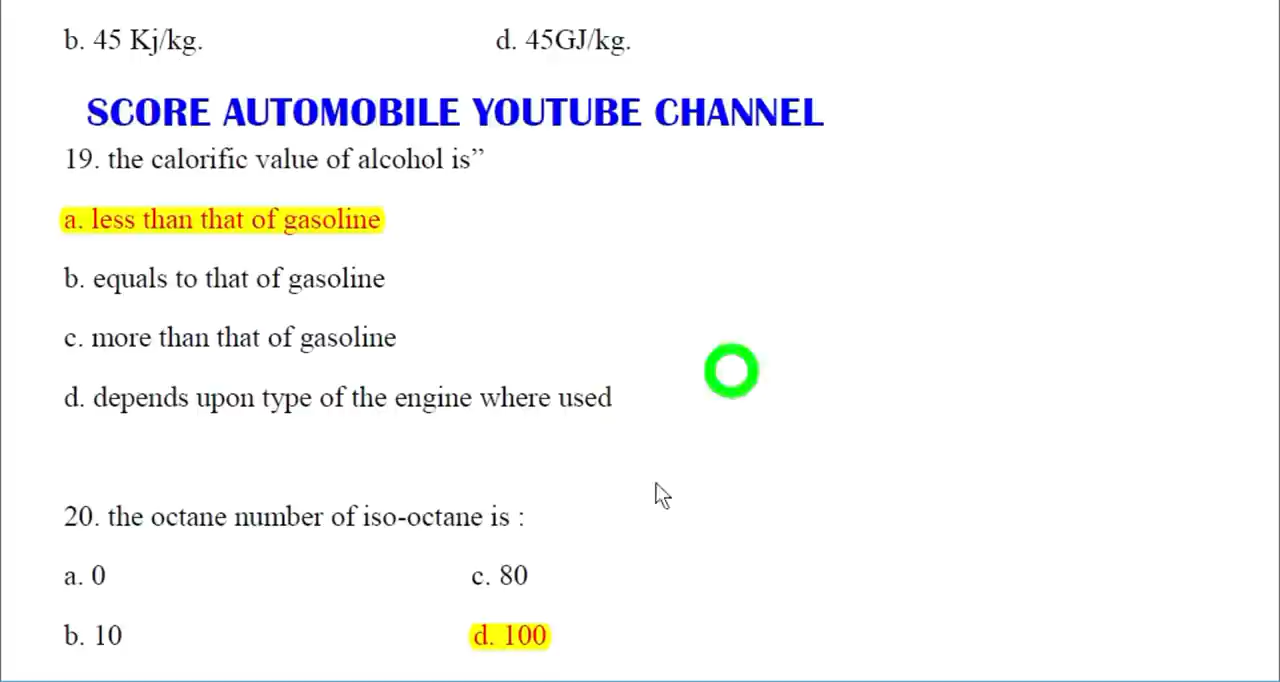 b. 45 Kj/kg. d. 45GJ/kg.
SCORE AUTOMOBILE YOUTUBE CHANNEL
19. the calorific value of alcohol is”
a. less than that of gasoline
b. equals to that of gasoline
c. more than that of gasoline
d. depends upon type of the engine where used
20. the octane number of iso-octane is :
a. 0 c. 80
b. 10 d. 100